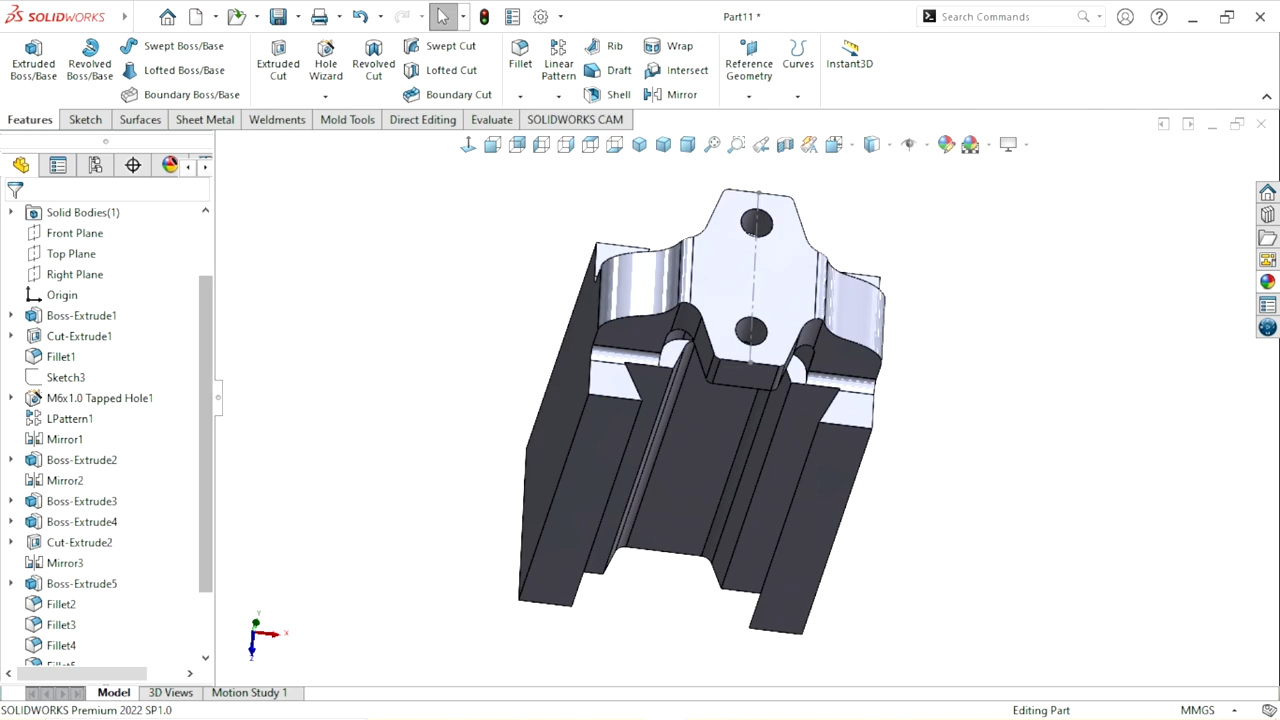 SOLIDWORKS
Part11 *
Search Commands
Extruded Boss/Base
Revolved Boss/Base
Swept Boss/Base
Lofted Boss/Base
Boundary Boss/Base
Extruded Cut
Hole Wizard
Revolved Cut
Swept Cut
Lofted Cut
Boundary Cut
Fillet
Linear Pattern
Rib
Draft
Shell
Wrap
Intersect
Mirror
Reference Geometry
Curves
Instant3D
Features
Sketch
Surfaces
Sheet Metal
Weldments
Mold Tools
Direct Editing
Evaluate
SOLIDWORKS CAM
Solid Bodies(1)
Front Plane
Top Plane
Right Plane
Origin
Boss-Extrude1
Cut-Extrude1
Fillet1
Sketch3
M6x1.0 Tapped Hole1
LPattern1
Mirror1
Boss-Extrude2
Mirror2
Boss-Extrude3
Boss-Extrude4
Cut-Extrude2
Mirror3
Boss-Extrude5
Fillet2
Fillet3
Fillet4
Fillet5
Y
X
Z
Model
3D Views
Motion Study 1
SOLIDWORKS Premium 2022 SP1.0
Editing Part
MMGS